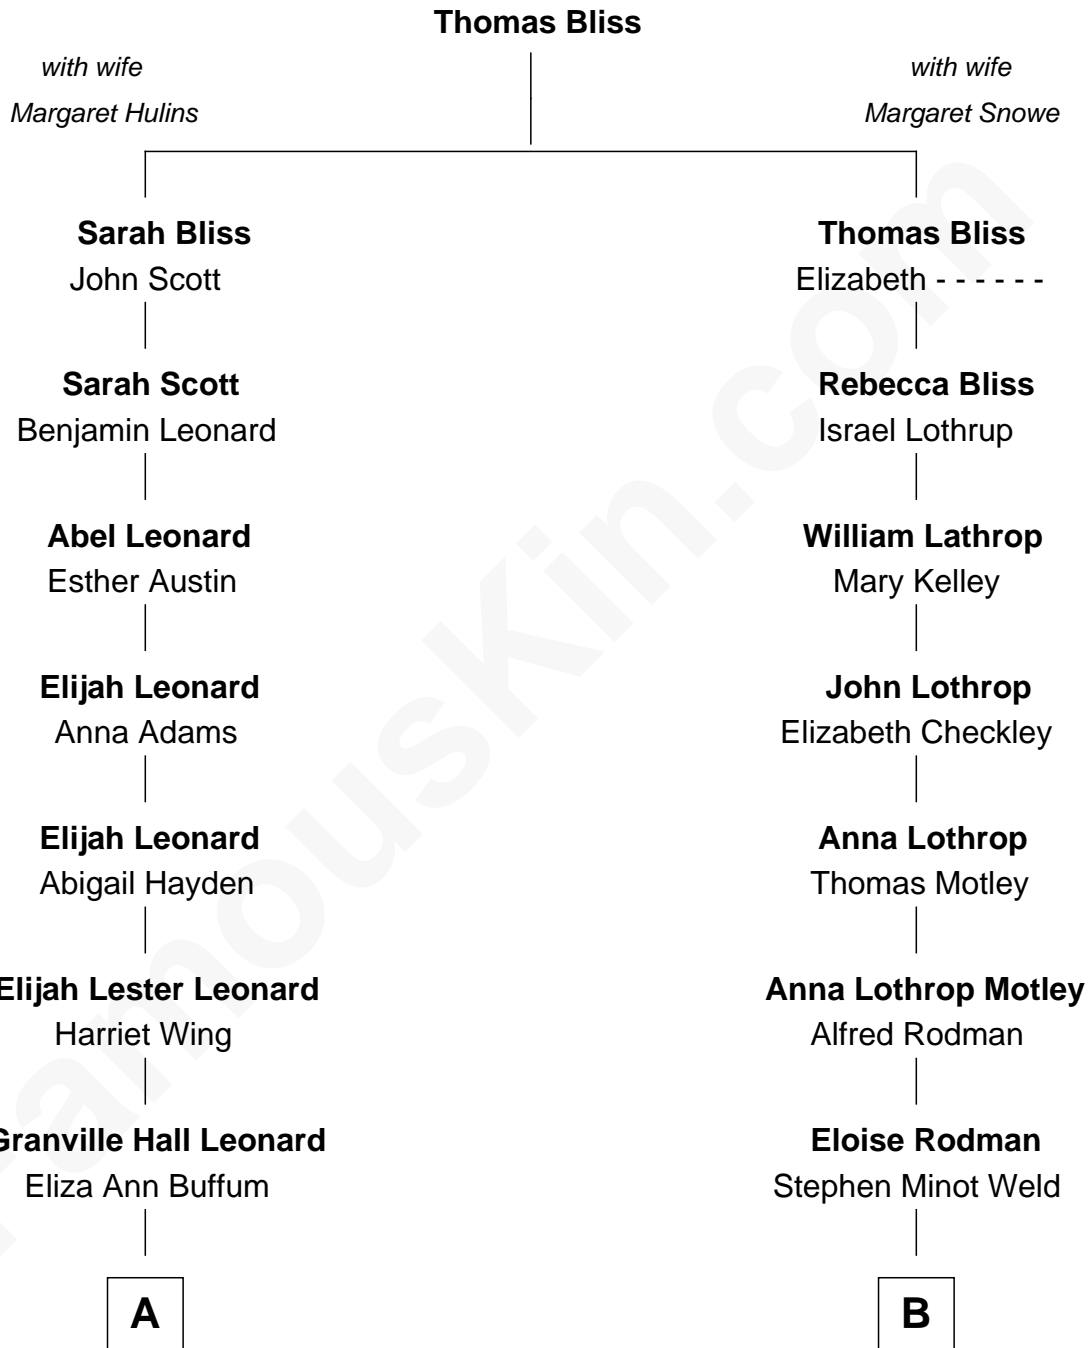 Thomas Bliss
with wife
Margaret Hulins
with wife
Margaret Snowe
Sarah Bliss
John Scott
Thomas Bliss
Elizabeth - - - - - -
Sarah Scott
Benjamin Leonard
Rebecca Bliss
Israel Lothrup
Abel Leonard
Esther Austin
William Lathrop
Mary Kelley
Elijah Leonard
Anna Adams
John Lothrop
Elizabeth Checkley
Elijah Leonard
Abigail Hayden
Anna Lothrop
Thomas Motley
Elijah Lester Leonard
Harriet Wing
Anna Lothrop Motley
Alfred Rodman
Granville Hall Leonard
Eliza Ann Buffum
Eloise Rodman
Stephen Minot Weld
A
B
FamousKin.com